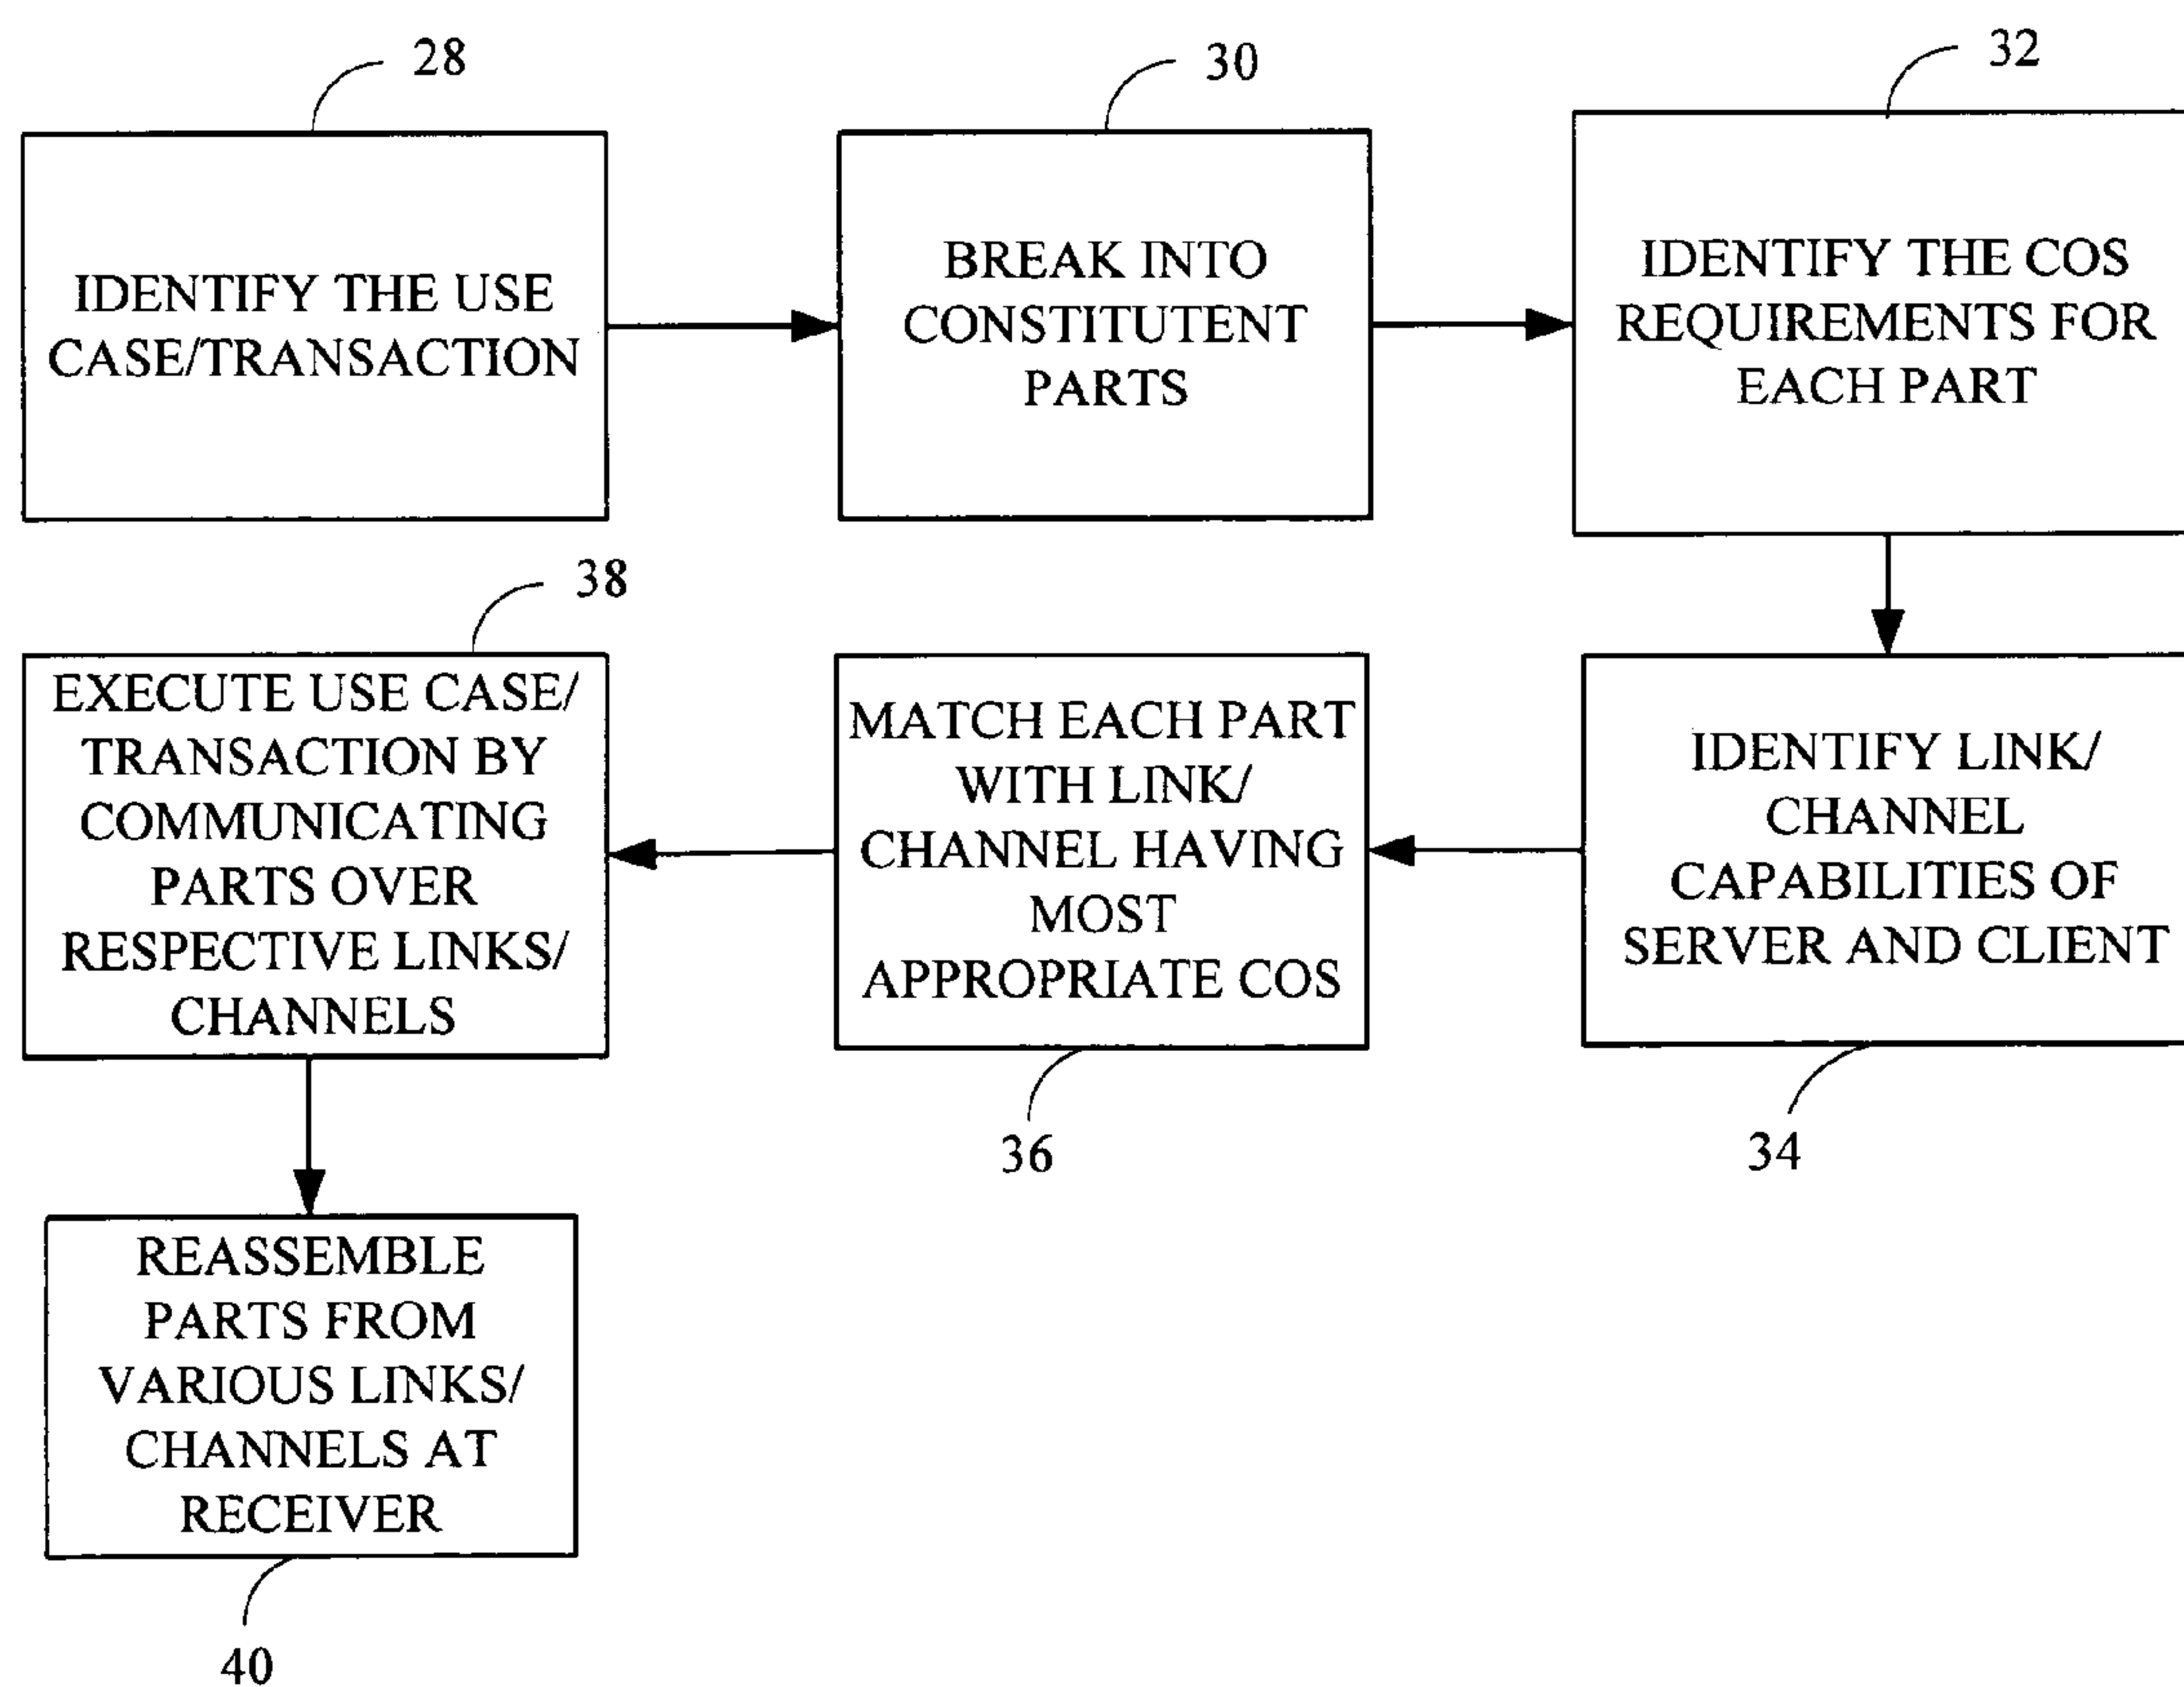 28
IDENTIFY THE USE
CASE/TRANSACTION
30
BREAK INTO
CONSTITUTENT
PARTS
32
IDENTIFY THE COS
REQUIREMENTS FOR
EACH PART
34
IDENTIFY LINK/
CHANNEL
CAPABILITIES OF
SERVER AND CLIENT
36
MATCH EACH PART
WITH LINK/
CHANNEL HAVING
MOST
APPROPRIATE COS
38
EXECUTE USE CASE/
TRANSACTION BY
COMMUNICATING
PARTS OVER
RESPECTIVE LINKS/
CHANNELS
REASSEMBLE
PARTS FROM
VARIOUS LINKS/
CHANNELS AT
RECEIVER
40